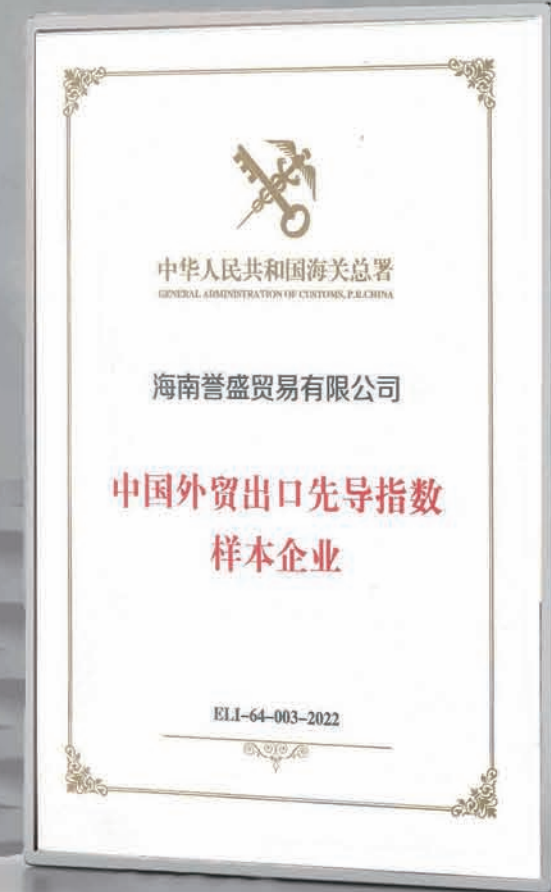 中华人民共和国海关总署
GENERAL ADMINISTRATION OF CUSTOMS, P.R.CHINA
海南誉盛贸易有限公司
中国外贸出口先导指数
样本企业
ELI-64-003-2022